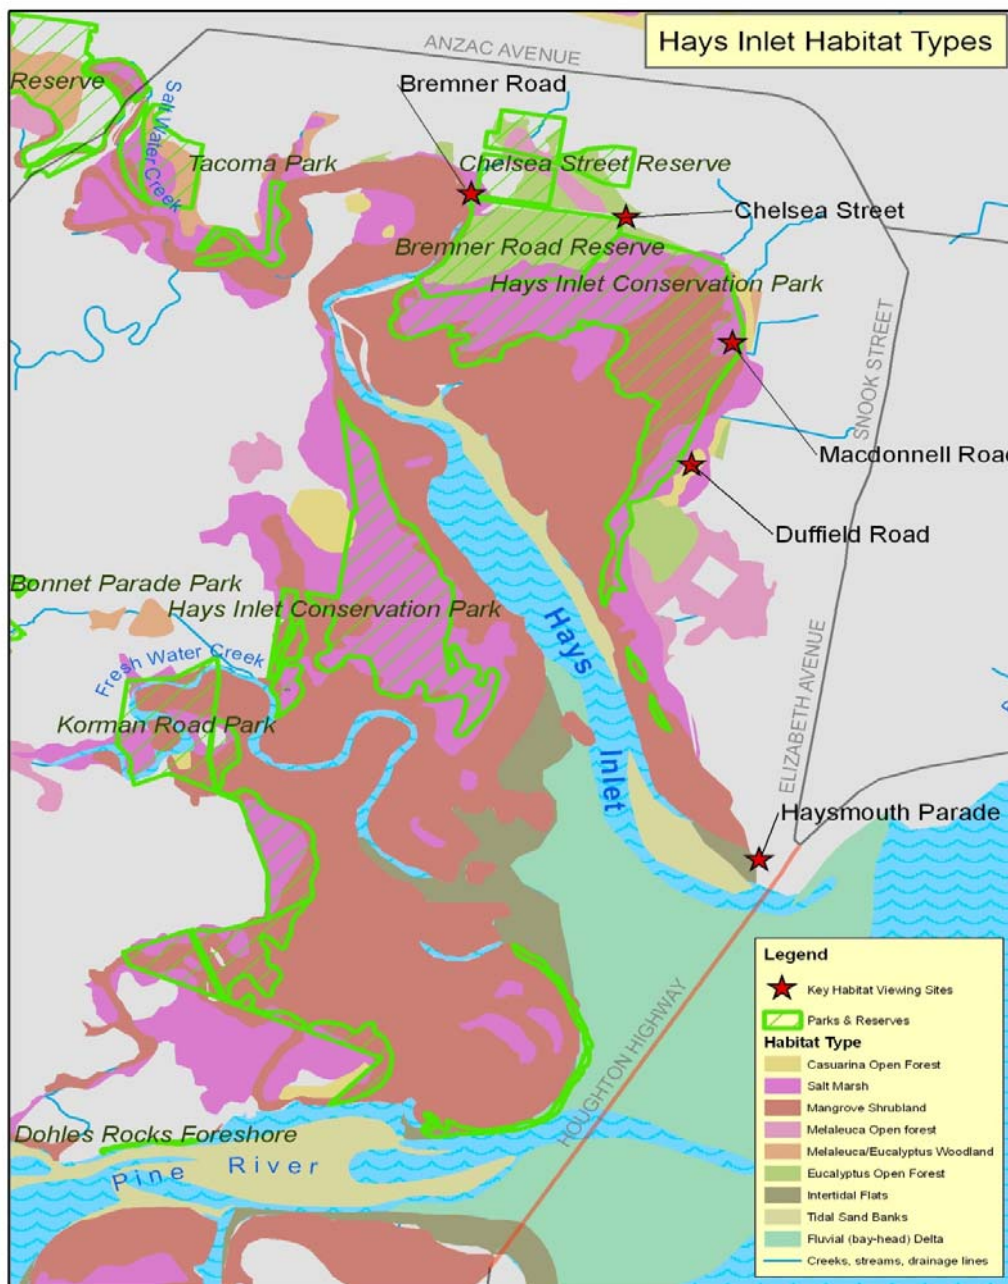 Hays Inlet Habitat Types
ANZAC AVENUE
Bremner Road
Reserve
Salt Water Creek
Tacoma Park
Chelsea Street Reserve
Chelsea Street
Bremner Road Reserve
Hays Inlet Conservation Park
SNOOK STREET
Macdonnell Road
Duffield Road
Bonnet Parade Park
Hays Inlet Conservation Park
Fresh Water Creek
Hays Inlet
Korman Road Park
ELIZABETH AVENUE
Haysmouth Parade
HOUGHTON HIGHWAY
Dohles Rocks Foreshore
Pine River
Legend
Key Habitat Viewing Sites
Parks & Reserves
Habitat Type
Casuarina Open Forest
Salt Marsh
Mangrove Shrubland
Melaleuca Open forest
Melaleuca/Eucalyptus Woodland
Eucalyptus Open Forest
Intertidal Flats
Tidal Sand Banks
Fluvial (bay-head) Delta
Creeks, streams, drainage lines